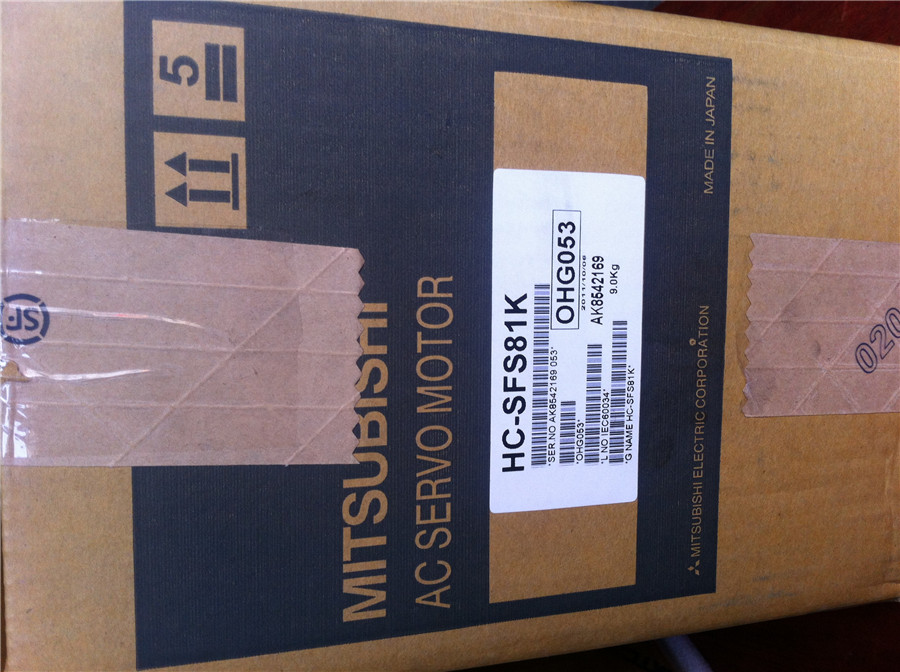 5
MITSUBISHI
AC SERVO MOTOR
HC-SFS81K
*SER.NO AK8542169 053*
OHG053
2011/10/06
*OHG053*
AK8542169
*L NO IEC60034*
9.0Kg
*G NAME HC-SFS81K*
MITSUBISHI ELECTRIC CORPORATION
MADE IN JAPAN
020